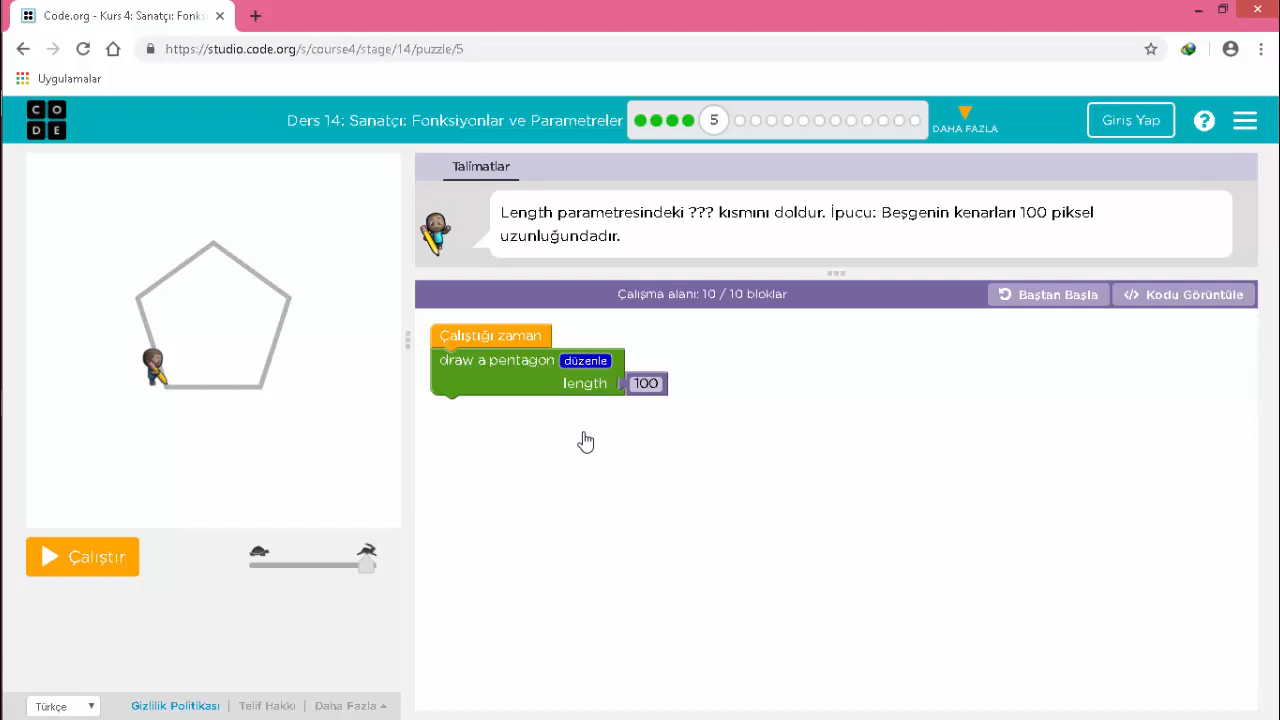 Code.org - Kurs 4: Sanatçı: Fonks
https://studio.code.org/s/course4/stage/14/puzzle/5
Uygulamalar
C O
D E
Ders 14: Sanatçı: Fonksiyonlar ve Parametreler
5
DAHA FAZLA
Giriş Yap
?
Talimatlar
Length parametresindeki ??? kısmını doldur. İpucu: Beşgenin kenarları 100 piksel
uzunluğundadır.
Çalışma alanı: 10 / 10 bloklar
Baştan Başla
</> Kodu Görüntüle
Çalıştığı zaman
draw a pentagon düzenle
length 100
Çalıştır
Türkçe
Gizlilik Politikası | Telif Hakkı | Daha Fazla